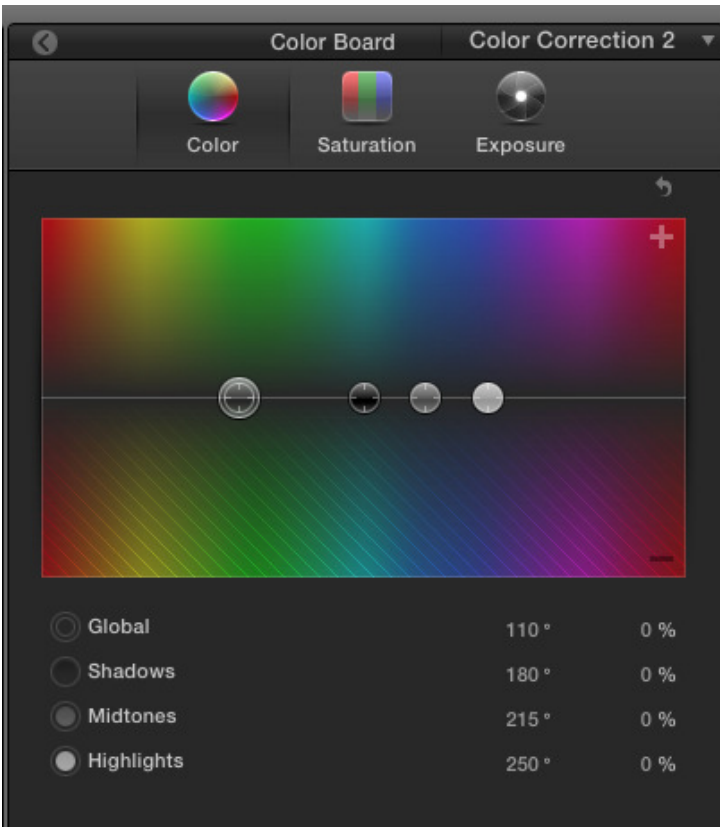 Color Board Color Correction 2
Color Saturation Exposure
Global 110 ° 0 %
Shadows 180 ° 0 %
Midtones 215 ° 0 %
Highlights 250 ° 0 %